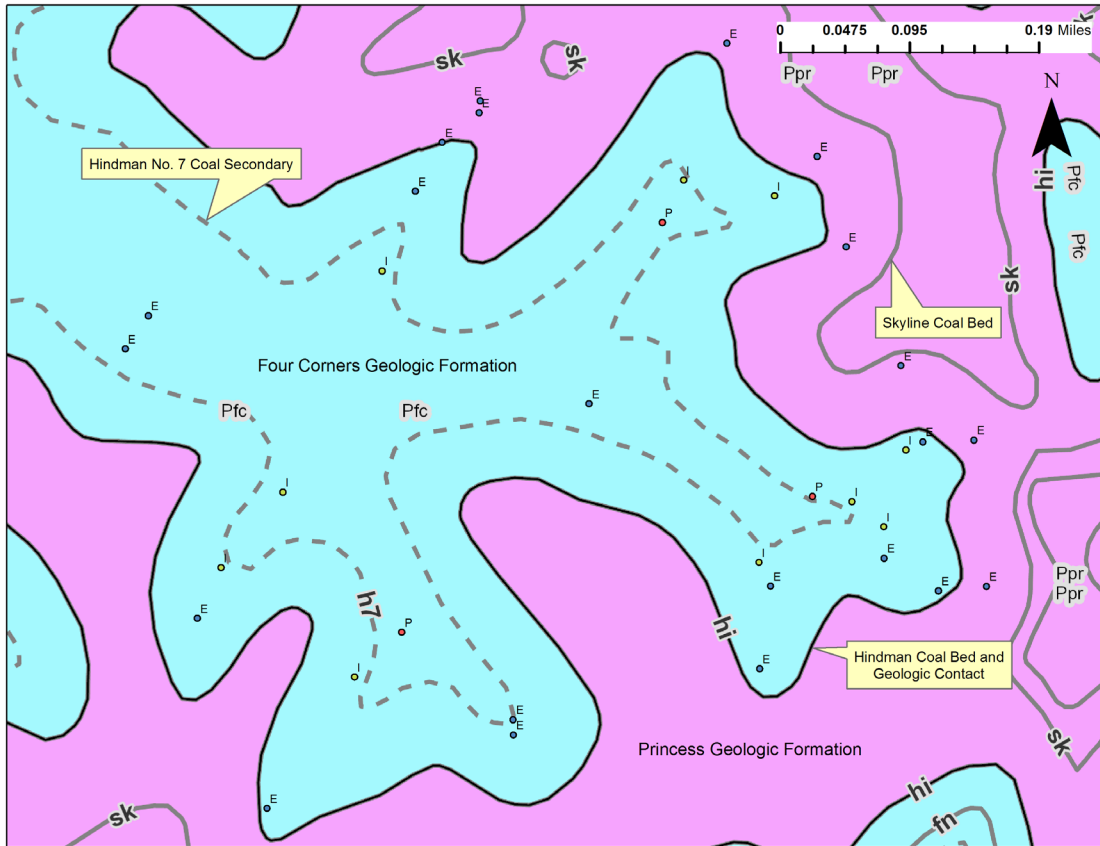 E
0 0.0475 0.095 0.19 Miles
sk
sk
Ppr Ppr
N
E
E
E
E
Hindman No. 7 Coal Secondary
Pfc
hi
E
I
I
P
E
Pfc
I
sk
E
Skyline Coal Bed
E
Four Corners Geologic Formation
E
E
Pfc Pfc
E
E
I
I
P
I
I
E
Ppr
Ppr
I
I
E
E
E
h7
E
P
hi
Hindman Coal Bed and
Geologic Contact
I
E
E
E
sk
Princess Geologic Formation
hi
E
sk
fn